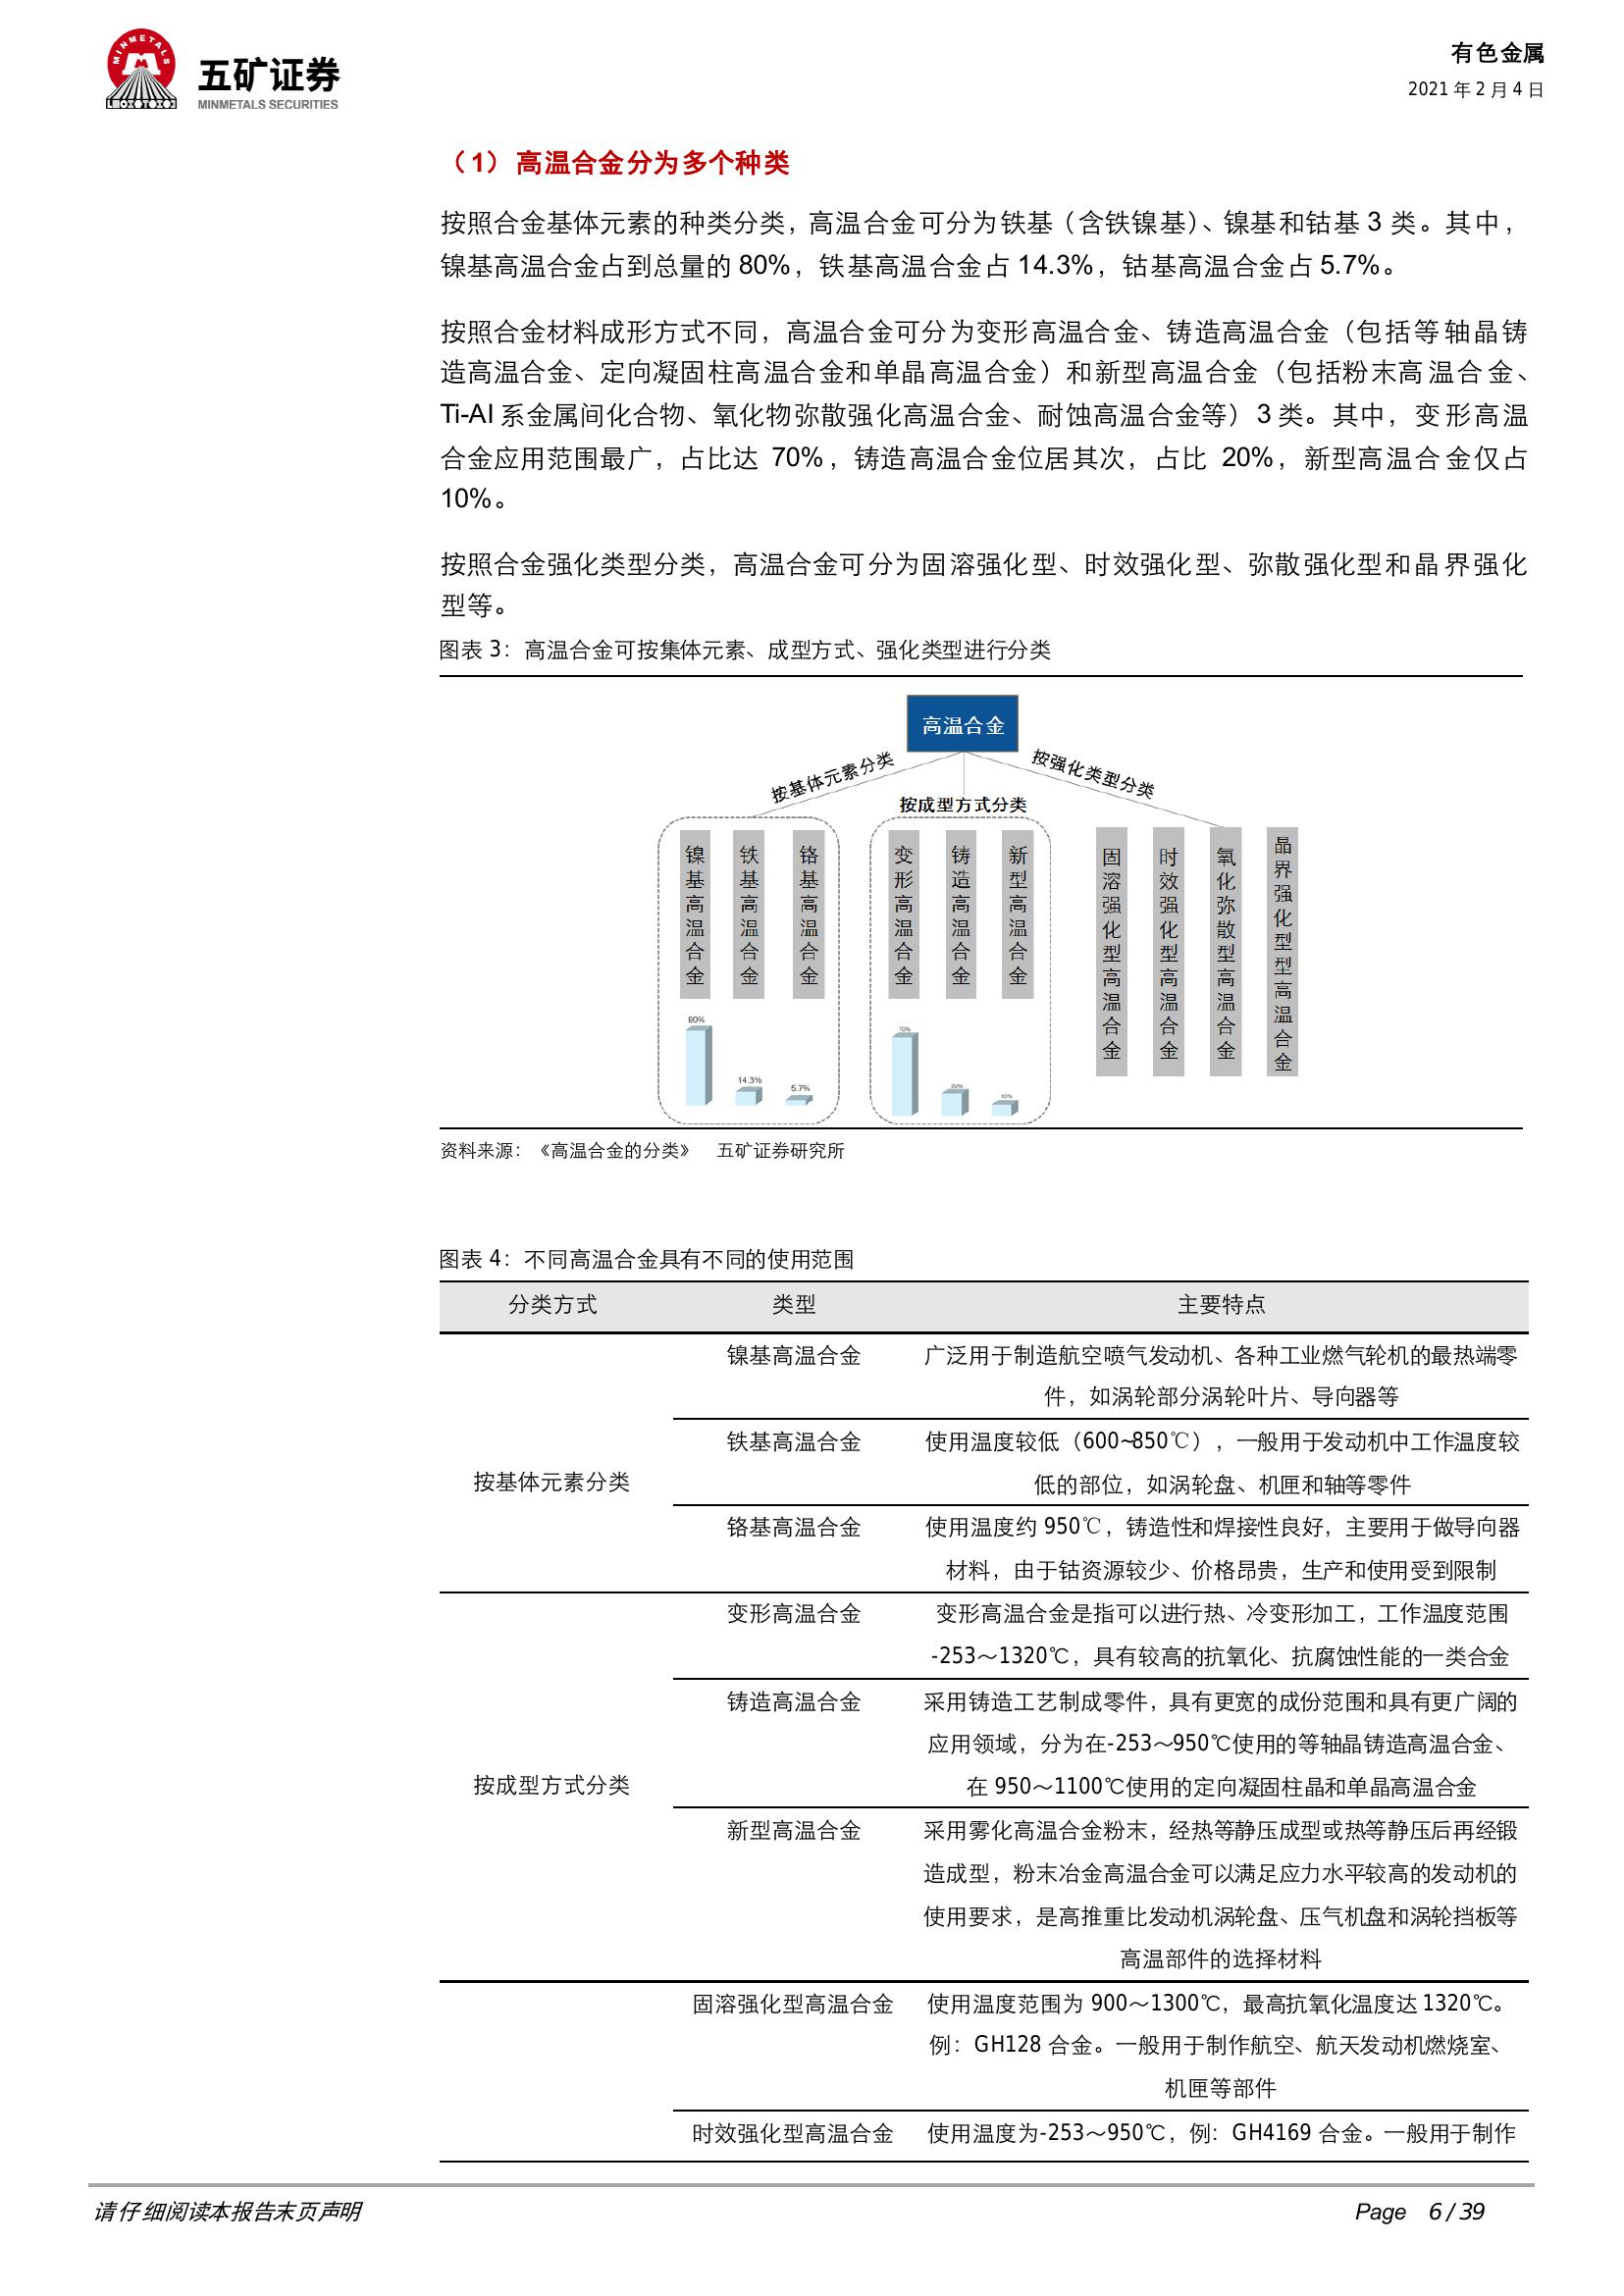 MINMETALS
五矿证券
MINMETALS SECURITIES
有色金属
2021 年 2 月 4 日
（1）高温合金分为多个种类
按照合金基体元素的种类分类，高温合金可分为铁基（含铁镍基）、镍基和钴基 3 类。其中，
镍基高温合金占到总量的 80%，铁基高温合金占 14.3%，钴基高温合金占 5.7%。
按照合金材料成形方式不同，高温合金可分为变形高温合金、铸造高温合金（包括等轴晶铸
造高温合金、定向凝固柱高温合金和单晶高温合金）和新型高温合金（包括粉末高温合金、
Ti-Al 系金属间化合物、氧化物弥散强化高温合金、耐蚀高温合金等）3 类。其中，变形高温
合金应用范围最广，占比达 70%，铸造高温合金位居其次，占比 20%，新型高温合金仅占
10%。
按照合金强化类型分类，高温合金可分为固溶强化型、时效强化型、弥散强化型和晶界强化
型等。
图表 3：高温合金可按集体元素、成型方式、强化类型进行分类
高温合金
按基体元素分类
按成型方式分类
按强化类型分类
镍基高温合金
铁基高温合金
铬基高温合金
变形高温合金
铸造高温合金
新型高温合金
固溶强化型高温合金
时效强化型高温合金
氧化弥散型高温合金
晶界强化型型高温合金
80%
14.3%
5.7%
70%
20%
10%
资料来源：《高温合金的分类》 五矿证券研究所
图表 4：不同高温合金具有不同的使用范围
分类方式 类型 主要特点
镍基高温合金 广泛用于制造航空喷气发动机、各种工业燃气轮机的最热端零
件，如涡轮部分涡轮叶片、导向器等
铁基高温合金 使用温度较低（600~850℃），一般用于发动机中工作温度较
按基体元素分类
低的部位，如涡轮盘、机匣和轴等零件
铬基高温合金 使用温度约 950℃，铸造性和焊接性良好，主要用于做导向器
材料，由于钴资源较少、价格昂贵，生产和使用受到限制
变形高温合金 变形高温合金是指可以进行热、冷变形加工，工作温度范围
-253～1320℃，具有较高的抗氧化、抗腐蚀性能的一类合金
铸造高温合金 采用铸造工艺制成零件，具有更宽的成份范围和具有更广阔的
应用领域，分为在-253～950℃使用的等轴晶铸造高温合金、
按成型方式分类 在 950～1100℃使用的定向凝固柱晶和单晶高温合金
新型高温合金 采用雾化高温合金粉末，经热等静压成型或热等静压后再经锻
造成型，粉末冶金高温合金可以满足应力水平较高的发动机的
使用要求，是高推重比发动机涡轮盘、压气机盘和涡轮挡板等
高温部件的选择材料
固溶强化型高温合金 使用温度范围为 900～1300℃，最高抗氧化温度达 1320℃。
例：GH128 合金。一般用于制作航空、航天发动机燃烧室、
机匣等部件
时效强化型高温合金 使用温度为-253～950℃，例：GH4169 合金。一般用于制作
请仔细阅读本报告末页声明
Page 6 / 39